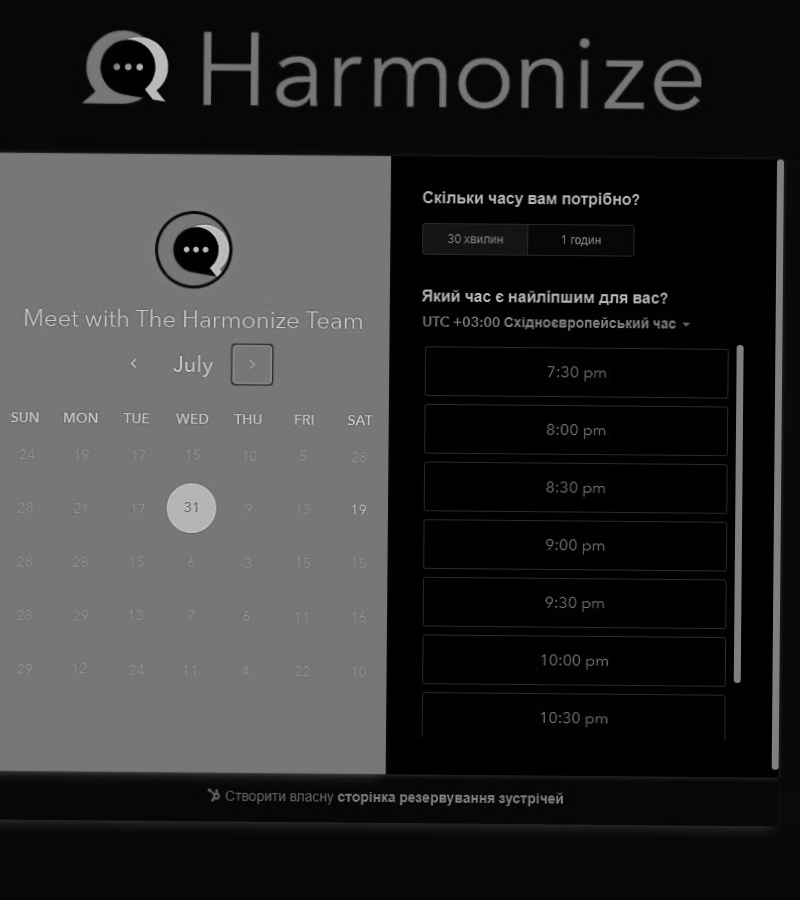 Harmonize
Meet with The Harmonize Team
July
SUN MON TUE WED THU FRI SAT
24 19 17 15 10 5 28
28 21 17 31 9 13 19
28 28 15 6 3 15 15
28 29 13 7 6 11 16
29 12 24 11 4 22 10
Скільки часу вам потрібно?
30 хвилин 1 годин
Який час є найліпшим для вас?
UTC +03:00 Східноєвропейський час
7:30 pm
8:00 pm
8:30 pm
9:00 pm
9:30 pm
10:00 pm
10:30 pm
Створити власну сторінка резервування зустрічей